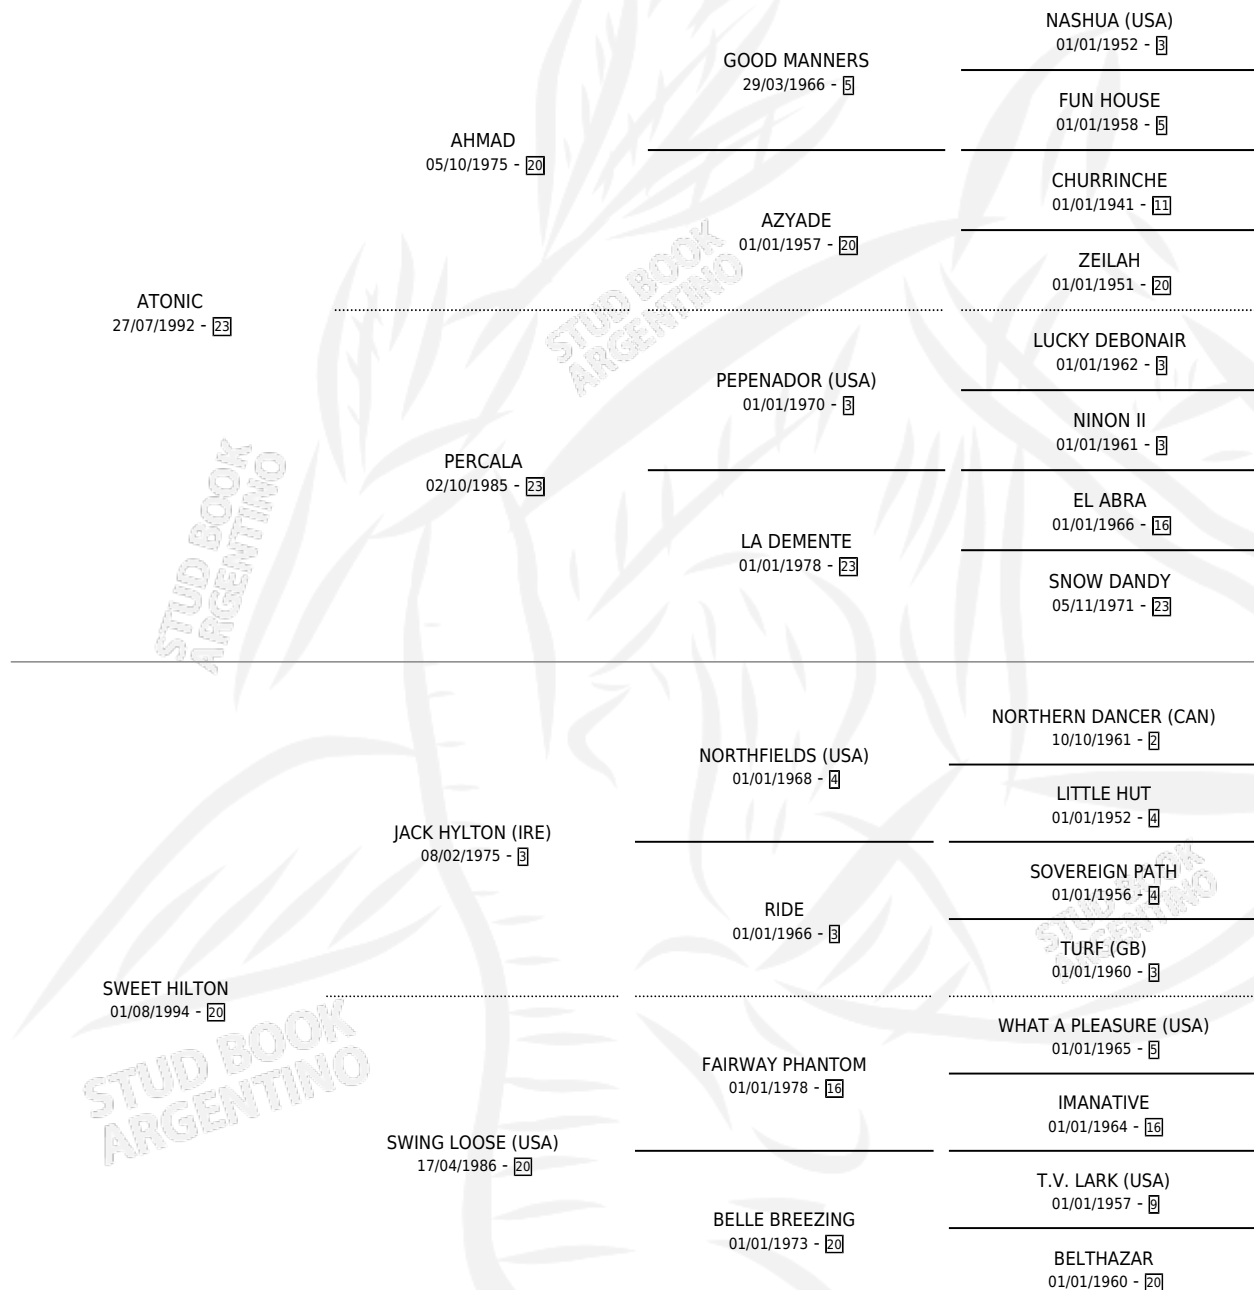 NASHUA (USA)
01/01/1952 - 3
GOOD MANNERS
29/03/1966 - 5
FUN HOUSE
01/01/1958 - 5
AHMAD
05/10/1975 - 20
CHURRINCHE
01/01/1941 - 11
AZYADE
01/01/1957 - 20
ZEILAH
01/01/1951 - 20
STUD BOOK
ARGENTINO
ATONIC
27/07/1992 - 23
LUCKY DEBONAIR
01/01/1962 - 3
PEPENADOR (USA)
01/01/1970 - 3
NINON II
01/01/1961 - 3
PERCALA
02/10/1985 - 23
EL ABRA
01/01/1966 - 16
LA DEMENTE
01/01/1978 - 23
SNOW DANDY
05/11/1971 - 23
STUD BOOK
ARGENTINO
NORTHERN DANCER (CAN)
10/10/1961 - 2
NORTHFIELDS (USA)
01/01/1968 - 4
LITTLE HUT
01/01/1952 - 4
JACK HYLTON (IRE)
08/02/1975 - 3
SOVEREIGN PATH
01/01/1956 - 4
RIDE
01/01/1966 - 3
TURF (GB)
01/01/1960 - 3
STUD BOOK
ARGENTINO
SWEET HILTON
01/08/1994 - 20
WHAT A PLEASURE (USA)
01/01/1965 - 5
FAIRWAY PHANTOM
01/01/1978 - 16
IMANATIVE
01/01/1964 - 16
STUD BOOK
ARGENTINO
SWING LOOSE (USA)
17/04/1986 - 20
T.V. LARK (USA)
01/01/1957 - 9
BELLE BREEZING
01/01/1973 - 20
BELTHAZAR
01/01/1960 - 20